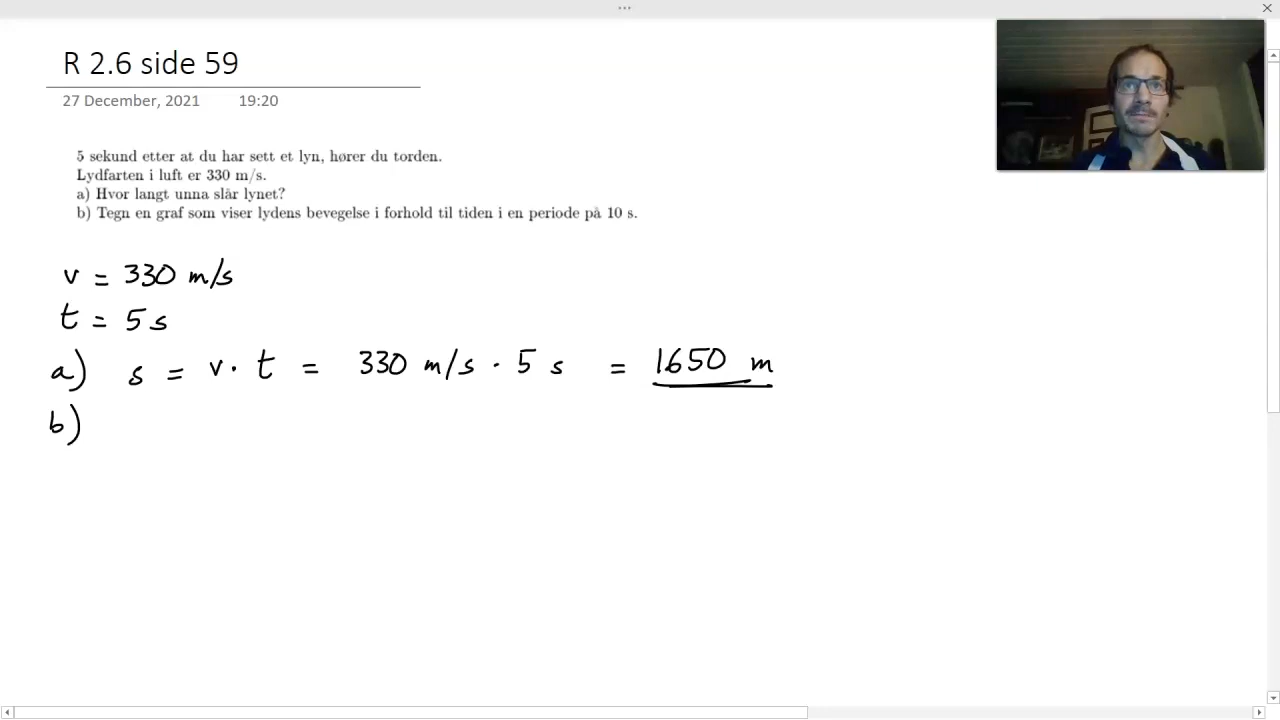 R 2.6 side 59
27 December, 2021 19:20
5 sekund etter at du har sett et lyn, hører du torden.
Lydfarten i luft er 330 m/s.
a) Hvor langt unna slår lynet?
b) Tegn en graf som viser lydens bevegelse i forhold til tiden i en periode på 10 s.
v = 330 m/s
t = 5 s
a) s = v · t = 330 m/s · 5 s = 1650 m
b)